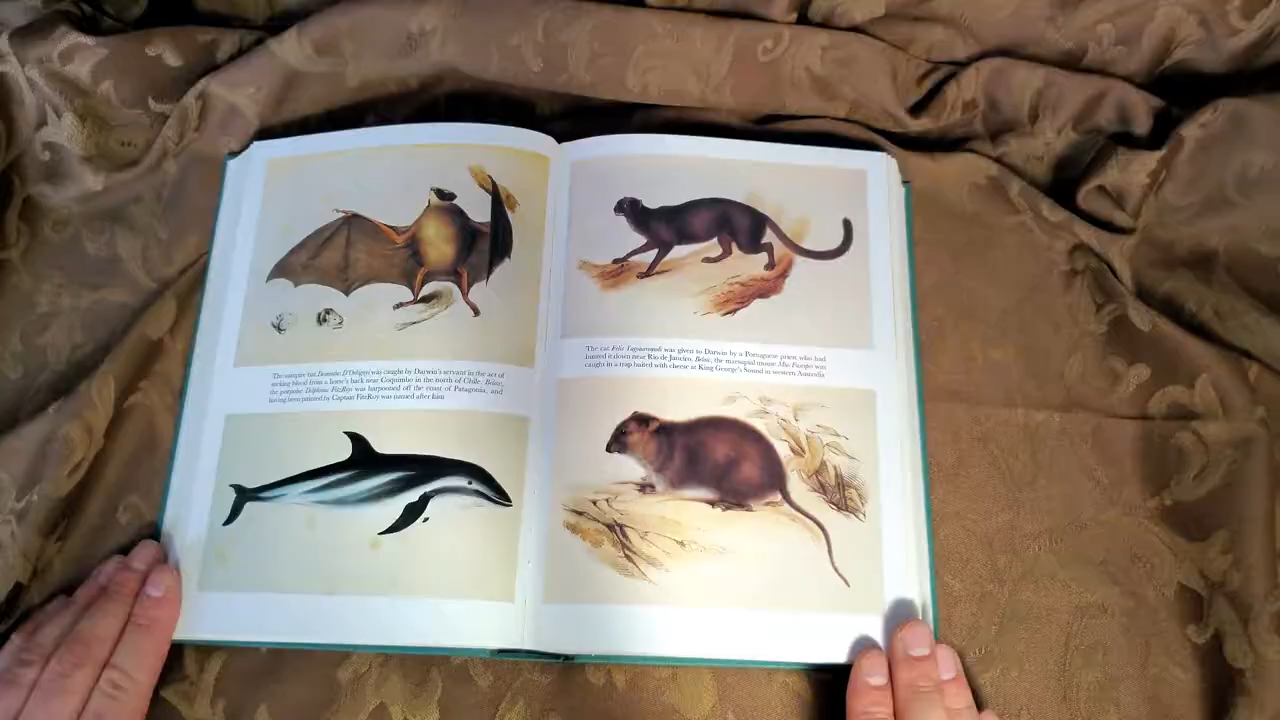 The vampire bat Desmodus D'Orbignyi was caught by Darwin's servant in the act of
sucking blood from a horse's back near Coquimbo in the north of Chile. Below,
the porpoise Delphinus FitzRoyi was harpooned off the coast of Patagonia, and
having been painted by Captain FitzRoy was named after him
The cat Felis Yagouaroundi was given to Darwin by a Portuguese priest who had
hunted it down near Rio de Janeiro. Below, the marsupial mouse Mus Fuscipes was
caught in a trap baited with cheese at King George's Sound in western Australia